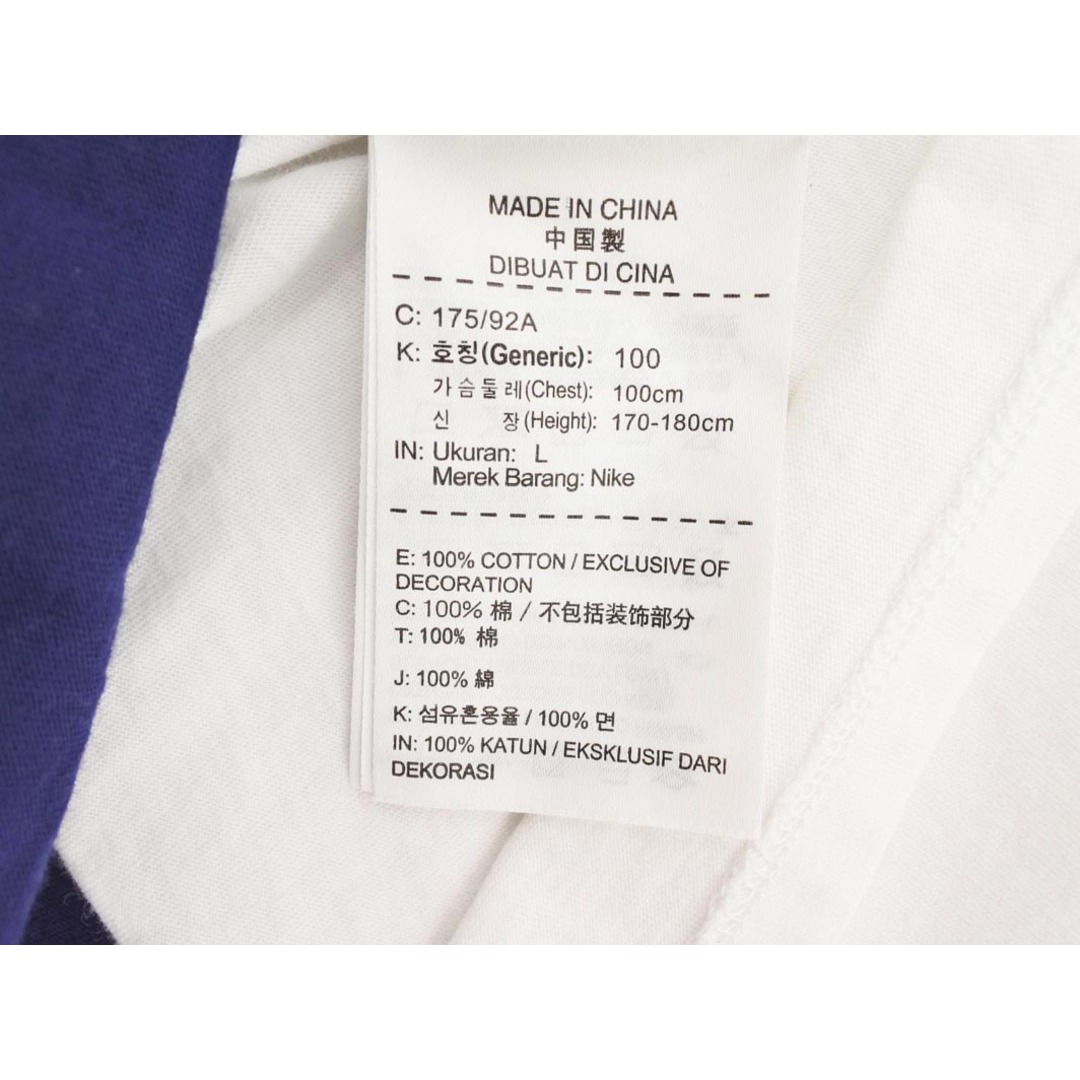 MADE IN CHINA
中国製
DIBUAT DI CINA
C: 175/92A
K: 호칭(Generic): 100
가슴둘레(Chest): 100cm
신 장(Height): 170-180cm
IN: Ukuran: L
Merek Barang: Nike
E: 100% COTTON / EXCLUSIVE OF
DECORATION
C: 100% 棉 / 不包括装饰部分
T: 100% 棉
J: 100% 綿
K: 섬유혼용율 / 100% 면
IN: 100% KATUN / EKSKLUSIF DARI
DEKORASI